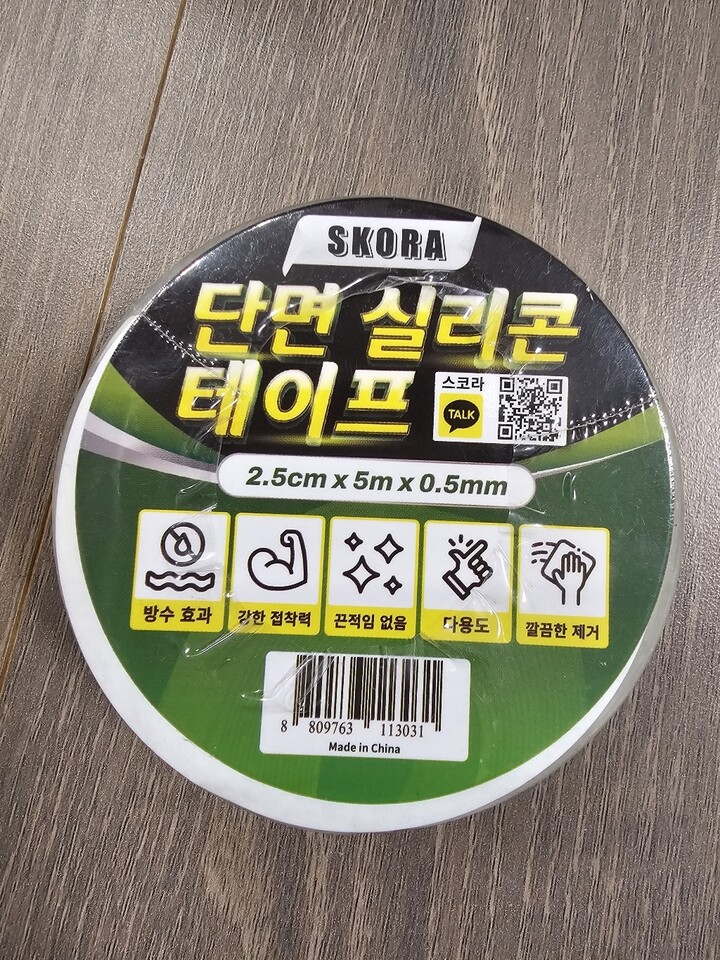 SKORA
단면 실리콘
테이프
스코라
TALK
2.5cm x 5m x 0.5mm
방수 효과
강한 접착력
끈적임 없음
다용도
깔끔한 제거
8 809763 113031
Made in China